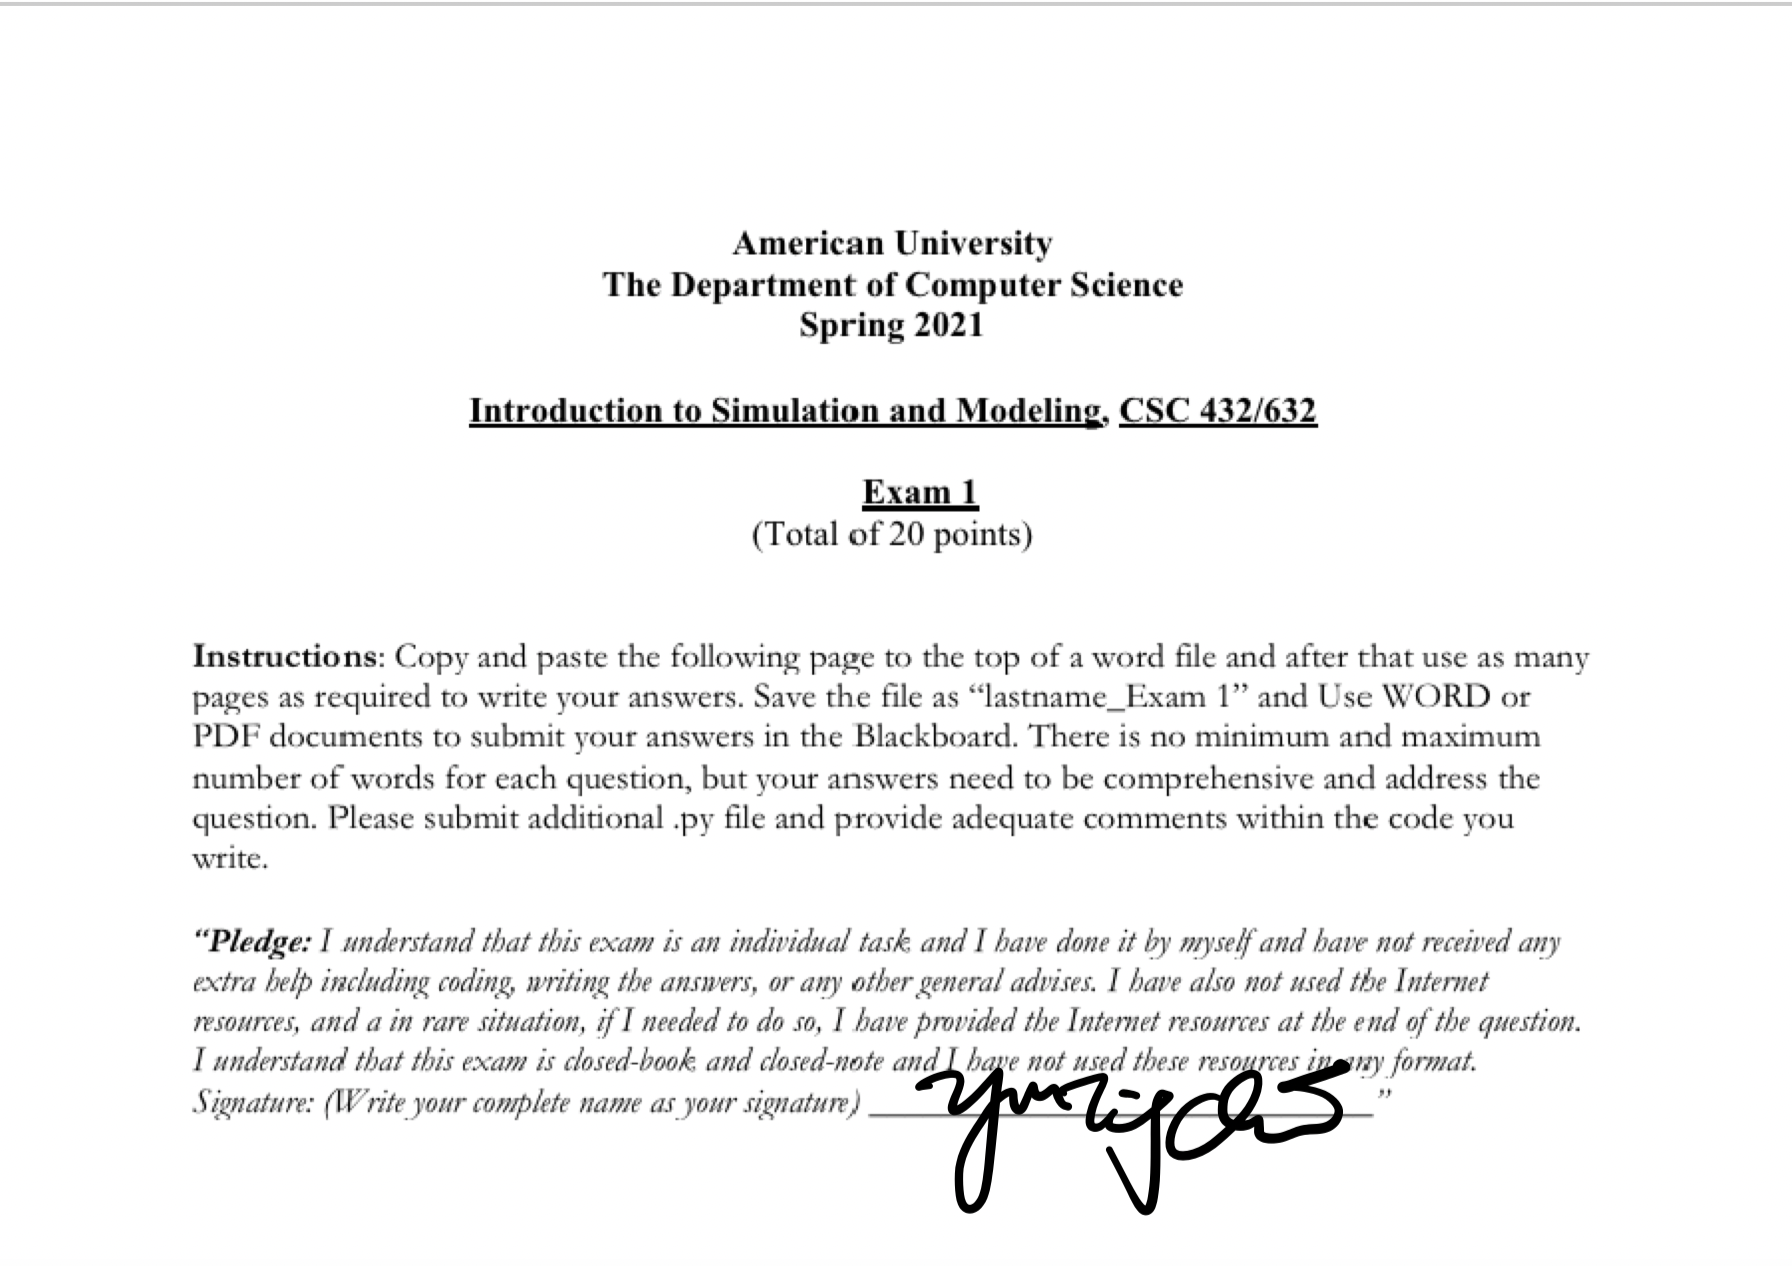 American University
The Department of Computer Science
Spring 2021
Introduction to Simulation and Modeling, CSC 432/632
Exam 1
(Total of 20 points)
Instructions: Copy and paste the following page to the top of a word file and after that use as many
pages as required to write your answers. Save the file as “lastname_Exam 1” and Use WORD or
PDF documents to submit your answers in the Blackboard. There is no minimum and maximum
number of words for each question, but your answers need to be comprehensive and address the
question. Please submit additional .py file and provide adequate comments within the code you
write.
“Pledge: I understand that this exam is an individual task and I have done it by myself and have not received any
extra help including coding, writing the answers, or any other general advises. I have also not used the Internet
resources, and a in rare situation, if I needed to do so, I have provided the Internet resources at the end of the question.
I understand that this exam is closed-book and closed-note and I have not used these resources in any format.
Signature: (Write your complete name as your signature) ”